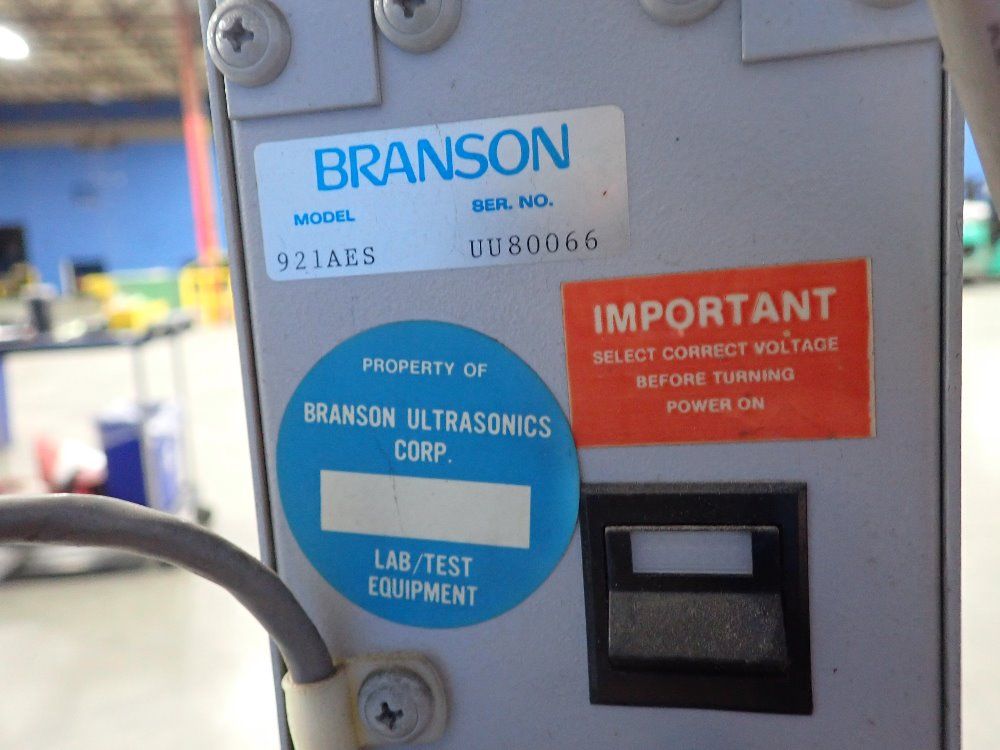 BRANSON
MODEL SER. NO.
921AES UU80066
IMPORTANT
SELECT CORRECT VOLTAGE
BEFORE TURNING
POWER ON
PROPERTY OF
BRANSON ULTRASONICS
CORP.
LAB/TEST
EQUIPMENT